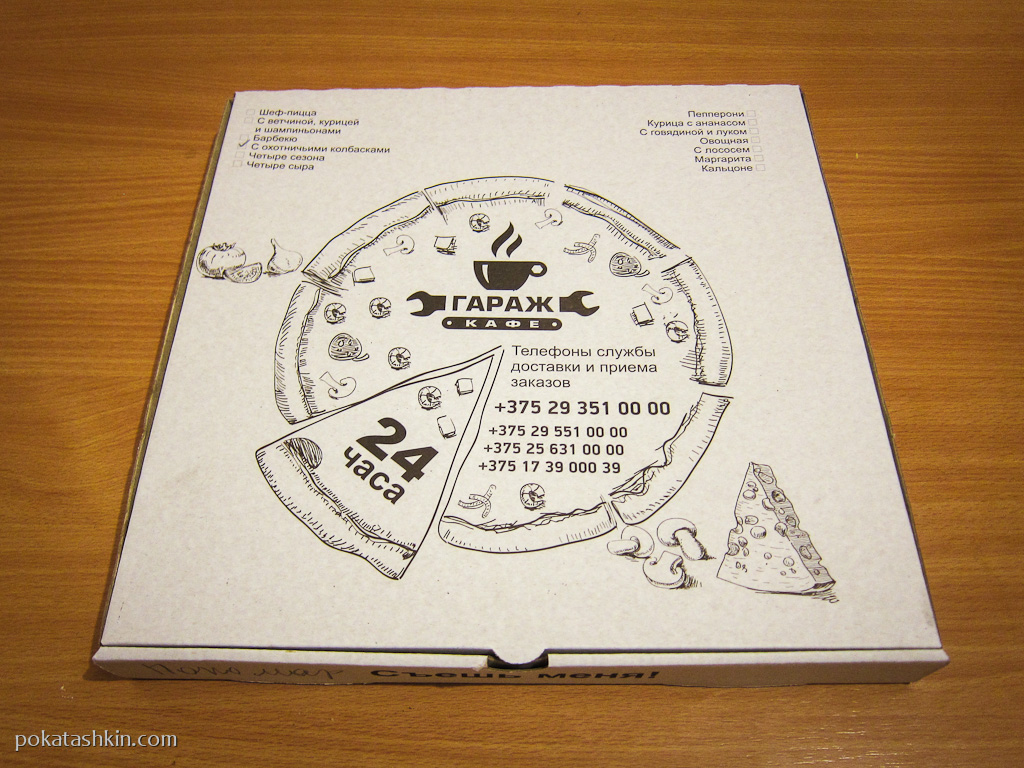 Шеф-пицца
С ветчиной, курицей
и шампиньонами
Барбекю
С охотничьими колбасками
Четыре сезона
Четыре сыра
Пепперони
Курица с ананасом
С говядиной и луком
Овощная
С лососем
Маргарита
Кальцоне
ГАРАЖ
КАФЕ
Телефоны службы
доставки и приема
заказов
+375 29 351 00 00
+375 29 551 00 00
+375 25 631 00 00
+375 17 39 000 39
24
часа
Съешь меня!
pokatashkin.com